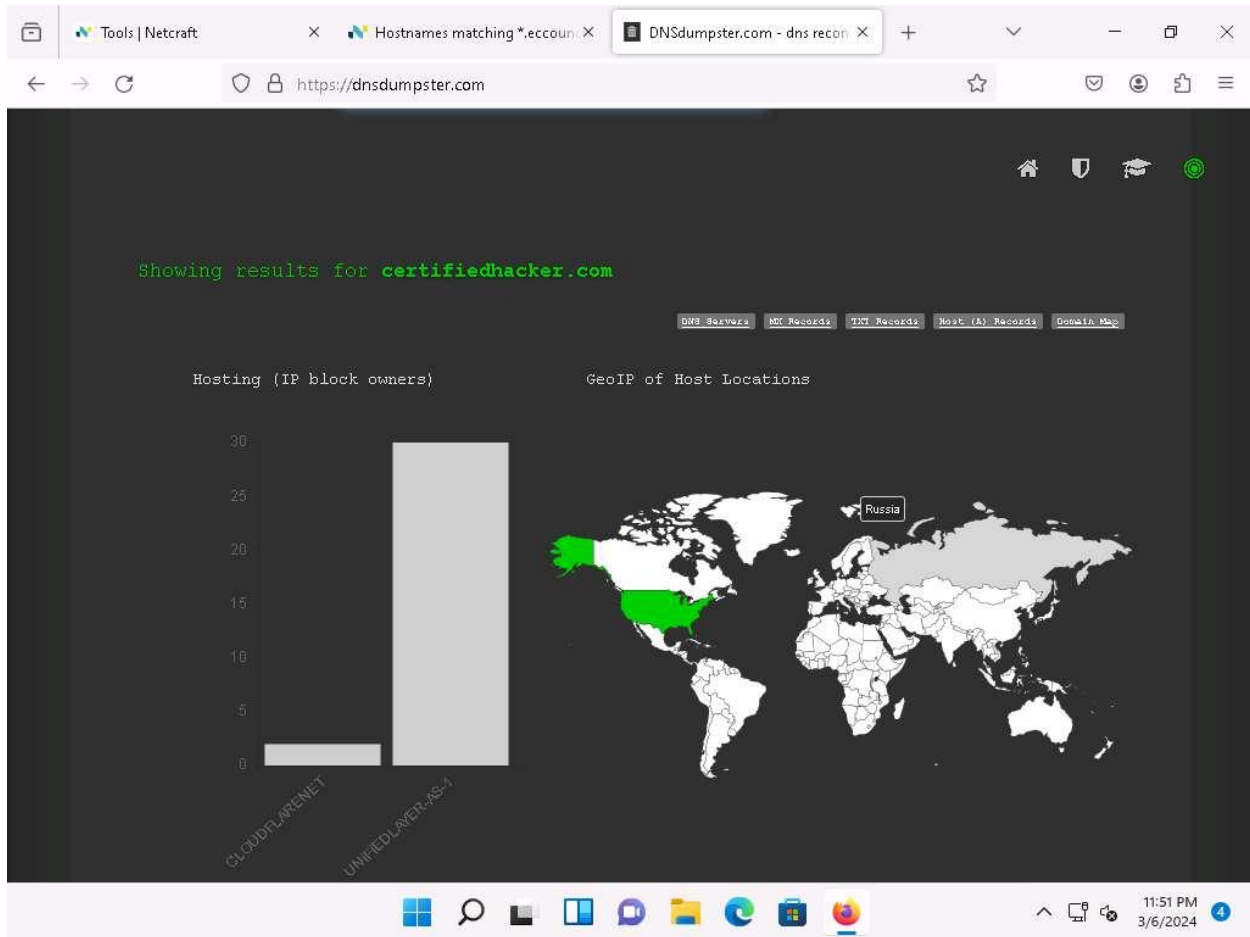 Tools | Netcraft
Hostnames matching *.eccounc
DNSdumpster.com - dns recon
https://dnsdumpster.com
Showing results for certifiedhacker.com
DNS Servers MX Records TXT Records Host (A) Records Domain Map
Hosting (IP block owners)
GeoIP of Host Locations
30
25
20
15
10
5
0
CLOUDFLARENET
UNIFIEDLAYER-AS-1
Russia
11:51 PM
3/6/2024
4